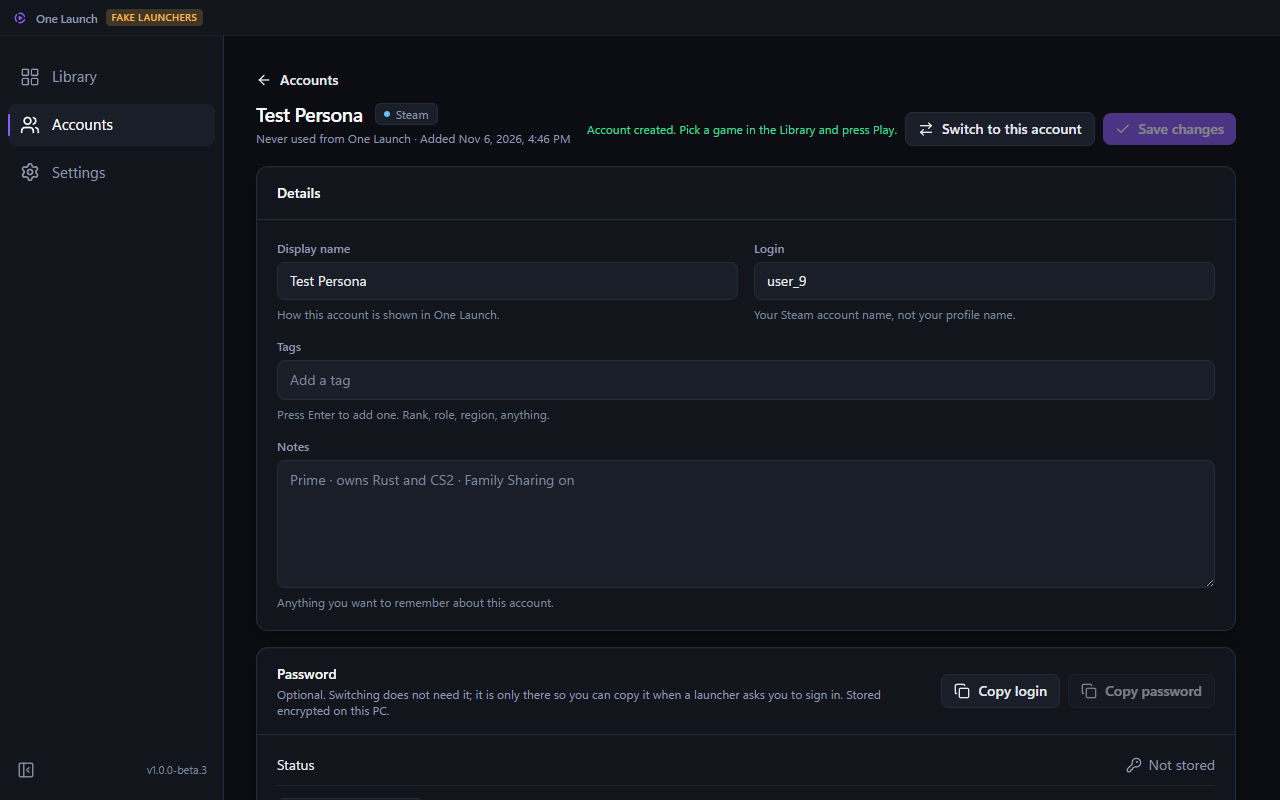 One Launch FAKE LAUNCHERS
Library
Accounts
Settings
v1.0.0-beta.3
Accounts
Test Persona
Steam
Never used from One Launch · Added Nov 6, 2026, 4:46 PM
Account created. Pick a game in the Library and press Play.
Switch to this account
Save changes
Details
Display name
Test Persona
How this account is shown in One Launch.
Login
user_9
Your Steam account name, not your profile name.
Tags
Add a tag
Press Enter to add one. Rank, role, region, anything.
Notes
Prime · owns Rust and CS2 · Family Sharing on
Anything you want to remember about this account.
Password
Optional. Switching does not need it; it is only there so you can copy it when a launcher asks you to sign in. Stored
encrypted on this PC.
Copy login
Copy password
Status
Not stored